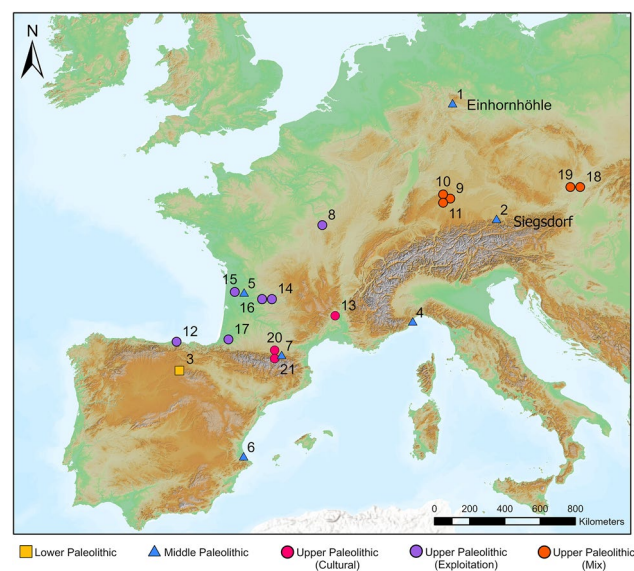 N
1
Einhornhöhle
19 18
10
9
11
2
Siegsdorf
8
15 5
14
16
13
4
12
17
20
7
3
21
6
0 200 400 600 800
Kilometers
Lower Paleolithic
Middle Paleolithic
Upper Paleolithic
(Cultural)
Upper Paleolithic
(Exploitation)
Upper Paleolithic
(Mix)